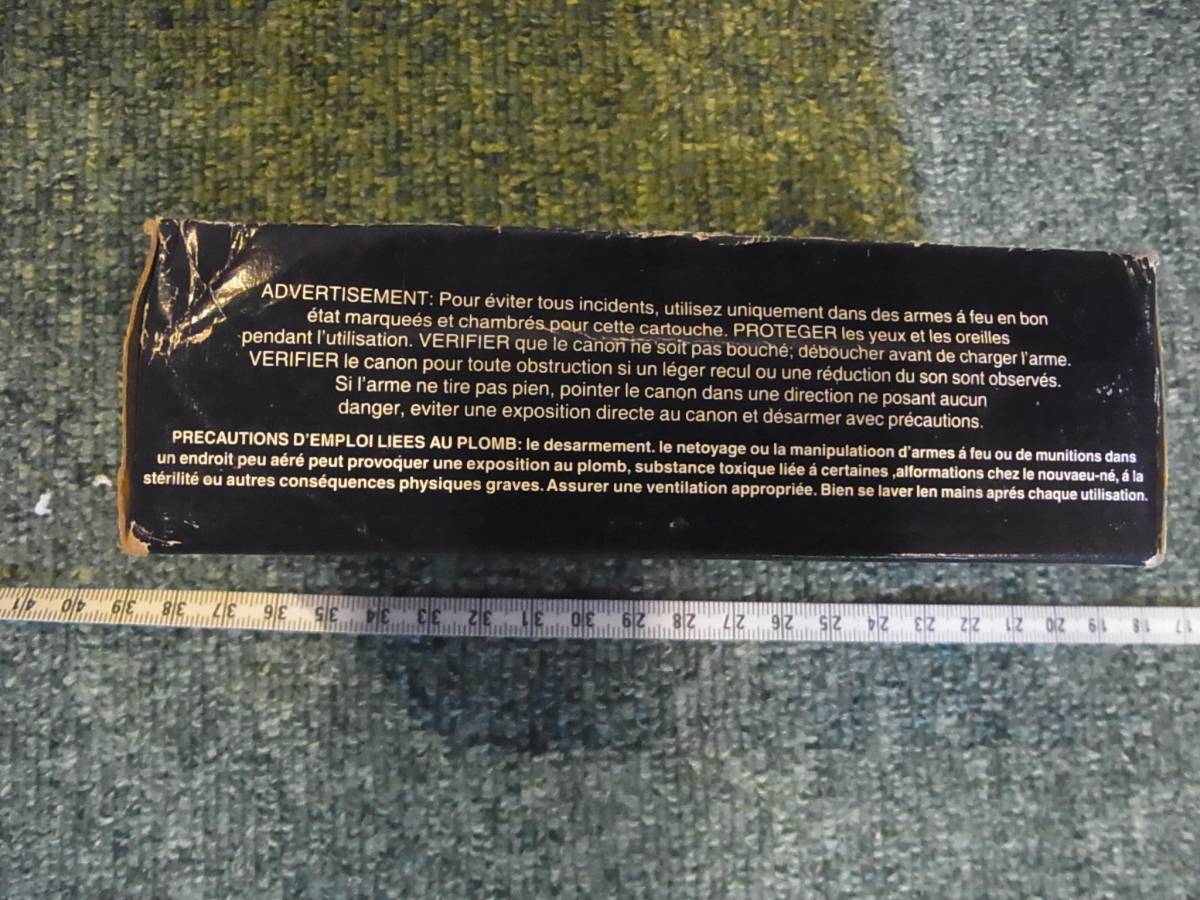 ADVERTISEMENT: Pour éviter tous incidents, utilisez uniquement dans des armes á feu en bon
état marqueés et chambrés pour cette cartouche. PROTEGER les yeux et les oreilles
pendant l'utilisation. VERIFIER que le canon ne soit pas bouché; déboucher avant de charger l'arme.
VERIFIER le canon pour toute obstruction si un léger recul ou une réduction du son sont observés.
Si l'arme ne tire pas pien, pointer le canon dans une direction ne posant aucun
danger, eviter une exposition directe au canon et désarmer avec précautions.
PRECAUTIONS D'EMPLOI LIEES AU PLOMB: le desarmement. le netoyage ou la manipulatioon d'armes á feu ou de munitions dans
un endroit peu aéré peut provoquer une exposition au plomb, substance toxique liée á certaines ,alformations chez le nouvaeu-né, á la
stérilité ou autres conséquences physiques graves. Assurer une ventilation appropriée. Bien se laver len mains aprés chaque utilisation.
41 40 39 38 37 36 35 34 33 32 31 30 29 28 27 26 25 24 23 22 21 20 19 18 17